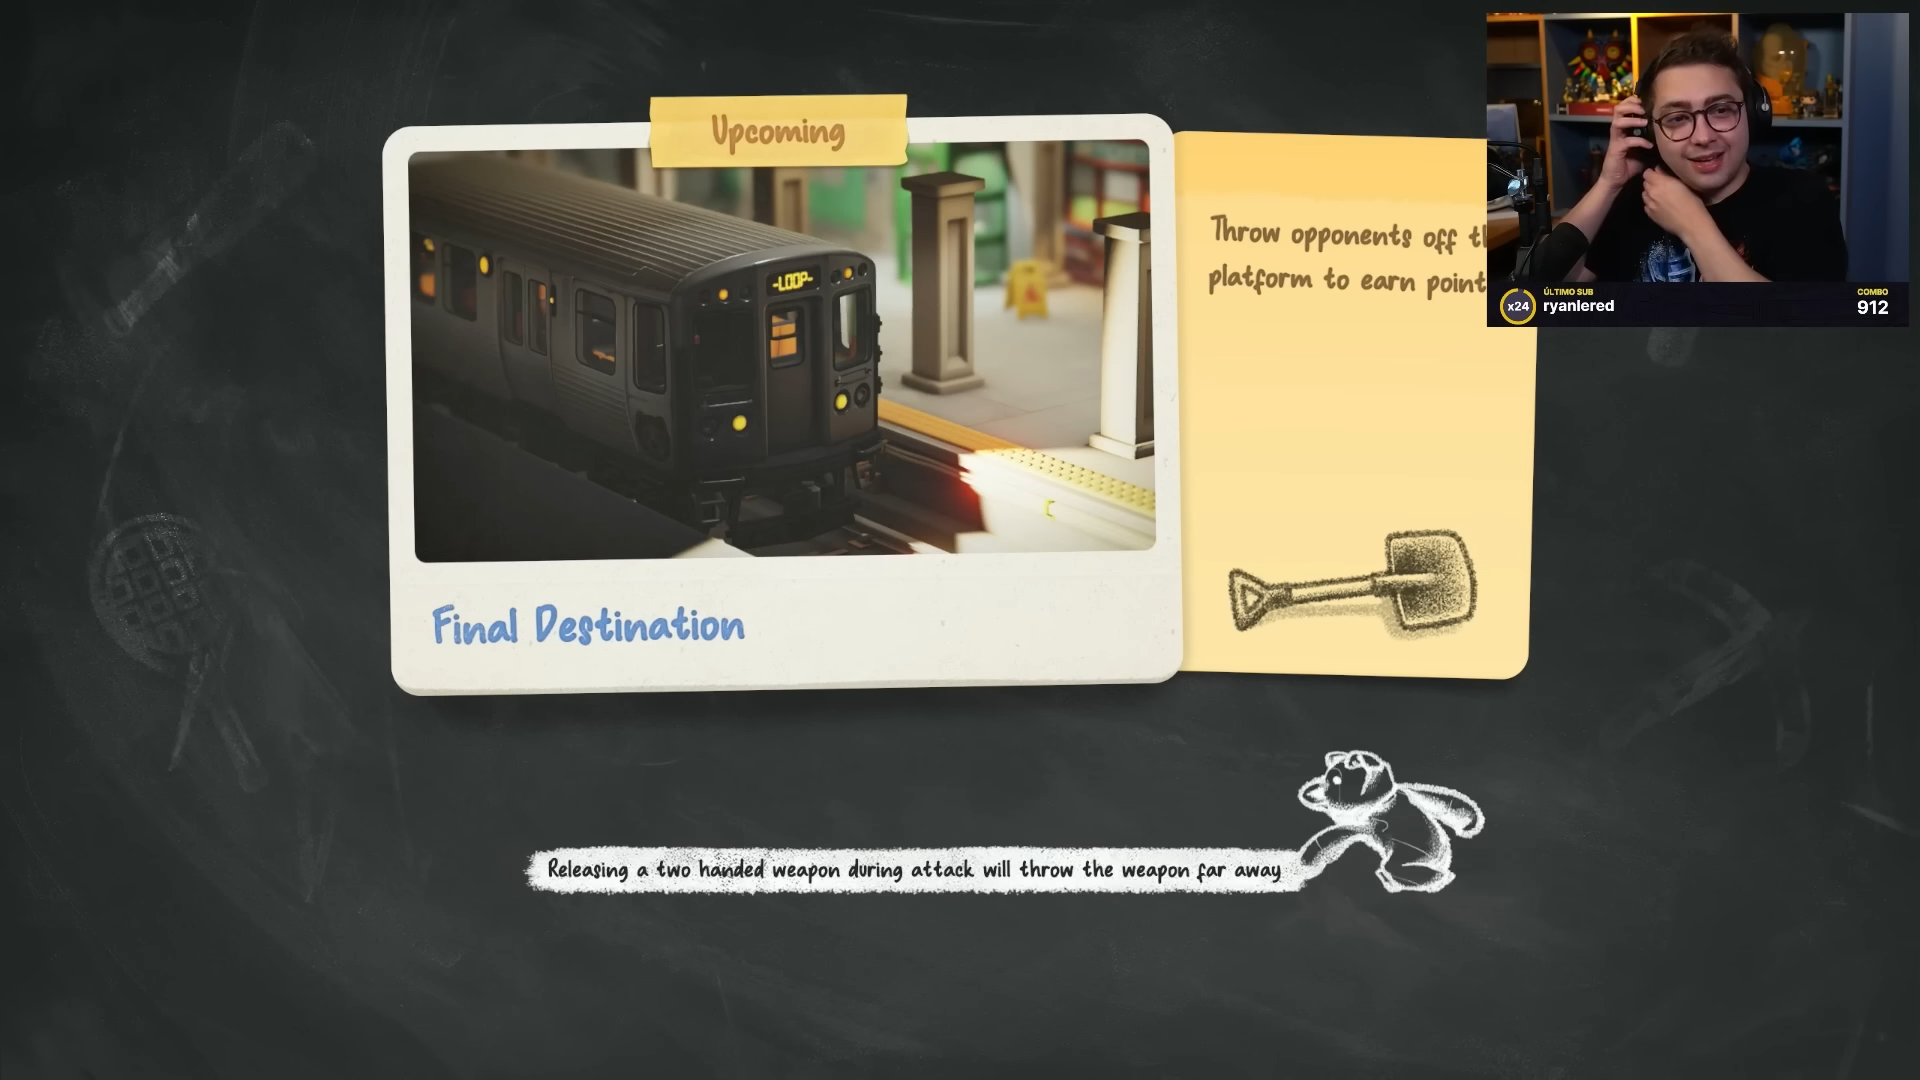 Upcoming
-LOOP-
Throw opponents off
platform to earn
Final Destination
Releasing a two handed weapon during attack will throw the weapon far away
x24
ÚLTIMO SUB
ryanlered
COMBO
912